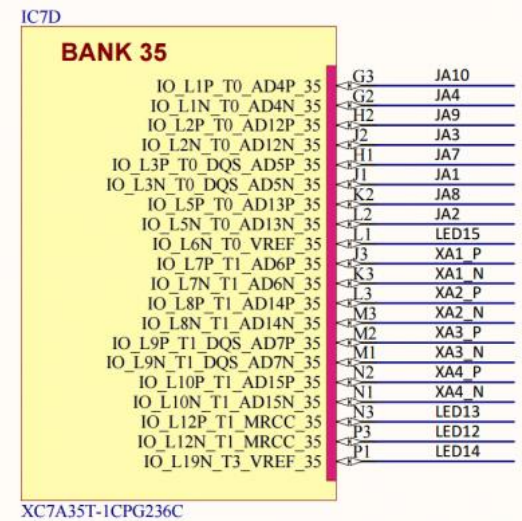 IC7D
BANK 35
IO_L1P_T0_AD4P_35 G3 JA10
IO_L1N_T0_AD4N_35 G2 JA4
IO_L2P_T0_AD12P_35 H2 JA9
IO_L2N_T0_AD12N_35 J2 JA3
IO_L3P_T0_DQS_AD5P_35 H1 JA7
IO_L3N_T0_DQS_AD5N_35 J1 JA1
IO_L5P_T0_AD13P_35 K2 JA8
IO_L5N_T0_AD13N_35 L2 JA2
IO_L6N_T0_VREF_35 L1 LED15
IO_L7P_T1_AD6P_35 J3 XA1_P
IO_L7N_T1_AD6N_35 K3 XA1_N
IO_L8P_T1_AD14P_35 L3 XA2_P
IO_L8N_T1_AD14N_35 M3 XA2_N
IO_L9P_T1_DQS_AD7P_35 M2 XA3_P
IO_L9N_T1_DQS_AD7N_35 M1 XA3_N
IO_L10P_T1_AD15P_35 N2 XA4_P
IO_L10N_T1_AD15N_35 N1 XA4_N
IO_L12P_T1_MRCC_35 N3 LED13
IO_L12N_T1_MRCC_35 P3 LED12
IO_L19N_T3_VREF_35 P1 LED14
XC7A35T-1CPG236C